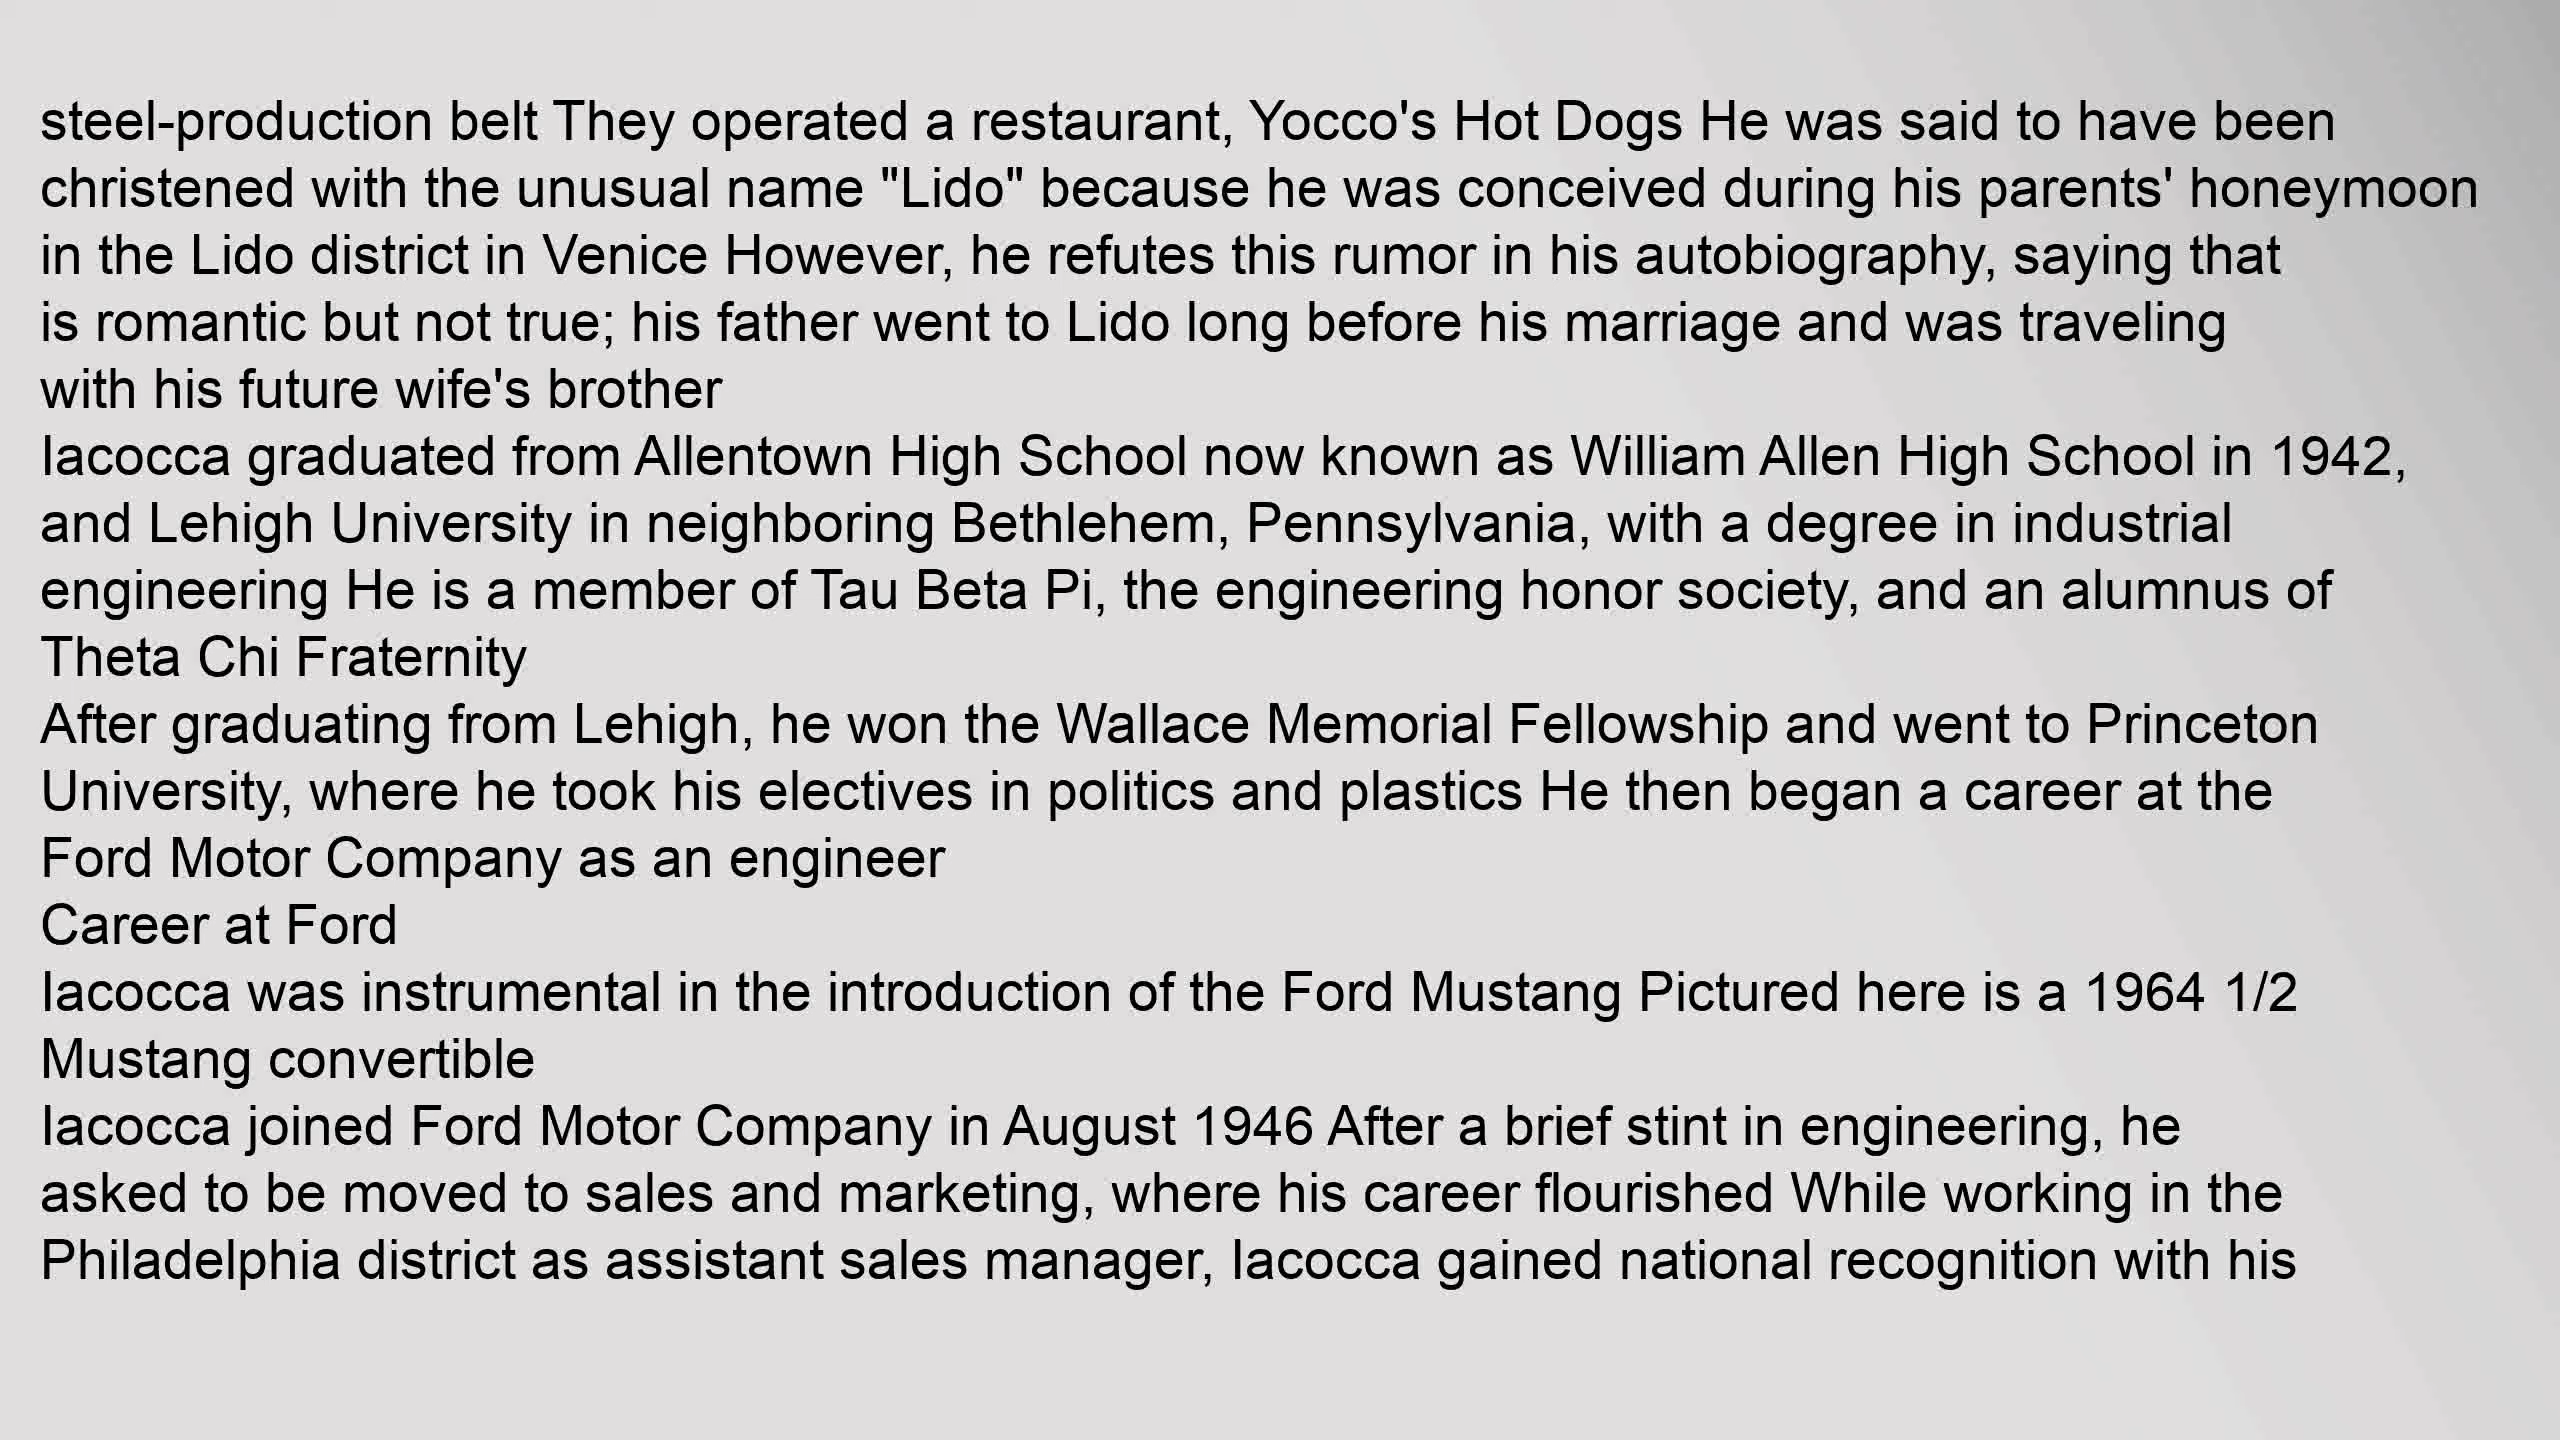 steel-production belt They operated a restaurant, Yocco's Hot Dogs He was said to have been
christened with the unusual name "Lido" because he was conceived during his parents' honeymoon
in the Lido district in Venice However, he refutes this rumor in his autobiography, saying that
is romantic but not true; his father went to Lido long before his marriage and was traveling
with his future wife's brother
Iacocca graduated from Allentown High School now known as William Allen High School in 1942,
and Lehigh University in neighboring Bethlehem, Pennsylvania, with a degree in industrial
engineering He is a member of Tau Beta Pi, the engineering honor society, and an alumnus of
Theta Chi Fraternity
After graduating from Lehigh, he won the Wallace Memorial Fellowship and went to Princeton
University, where he took his electives in politics and plastics He then began a career at the
Ford Motor Company as an engineer
Career at Ford
Iacocca was instrumental in the introduction of the Ford Mustang Pictured here is a 1964 1/2
Mustang convertible
Iacocca joined Ford Motor Company in August 1946 After a brief stint in engineering, he
asked to be moved to sales and marketing, where his career flourished While working in the
Philadelphia district as assistant sales manager, Iacocca gained national recognition with his